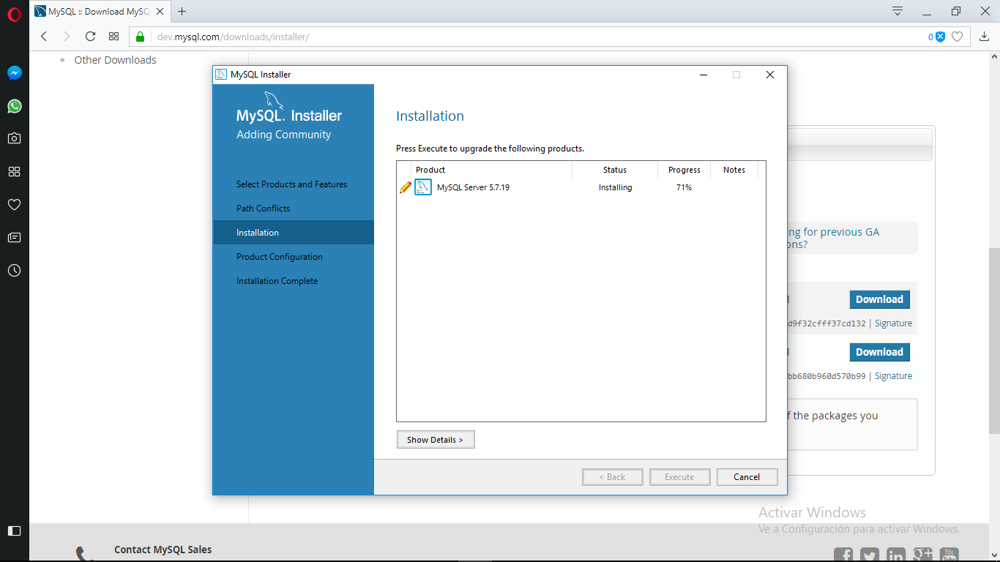 MySQL :: Download MySQ
dev.mysql.com/downloads/installer/
0
Other Downloads
MySQL Installer
MySQL. Installer
Adding Community
Select Products and Features
Path Conflicts
Installation
Product Configuration
Installation Complete
Installation
Press Execute to upgrade the following products.
Product Status Progress Notes
MySQL Server 5.7.19 Installing 71%
Show Details >
< Back Execute Cancel
ng for previous GA
ons?
Download
d9f32cfff37cd132 | Signature
Download
bb680b960d570b99 | Signature
f the packages you
Activar Windows
Ve a Configuración para activar Windows.
Contact MySQL Sales